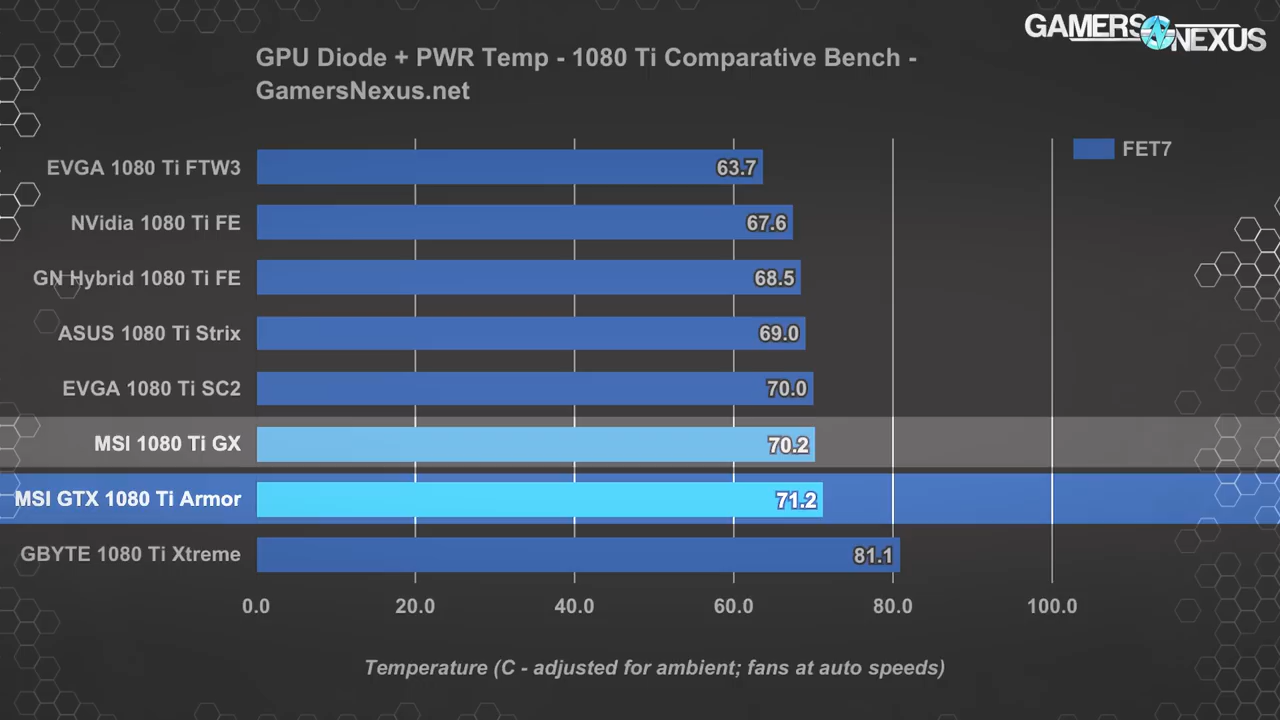 GAMERS NEXUS
GPU Diode + PWR Temp - 1080 Ti Comparative Bench -
GamersNexus.net
FET7
EVGA 1080 Ti FTW3 63.7
NVidia 1080 Ti FE 67.6
GN Hybrid 1080 Ti FE 68.5
ASUS 1080 Ti Strix 69.0
EVGA 1080 Ti SC2 70.0
MSI 1080 Ti GX 70.2
MSI GTX 1080 Ti Armor 71.2
GBYTE 1080 Ti Xtreme 81.1
0.0 20.0 40.0 60.0 80.0 100.0
Temperature (C - adjusted for ambient; fans at auto speeds)